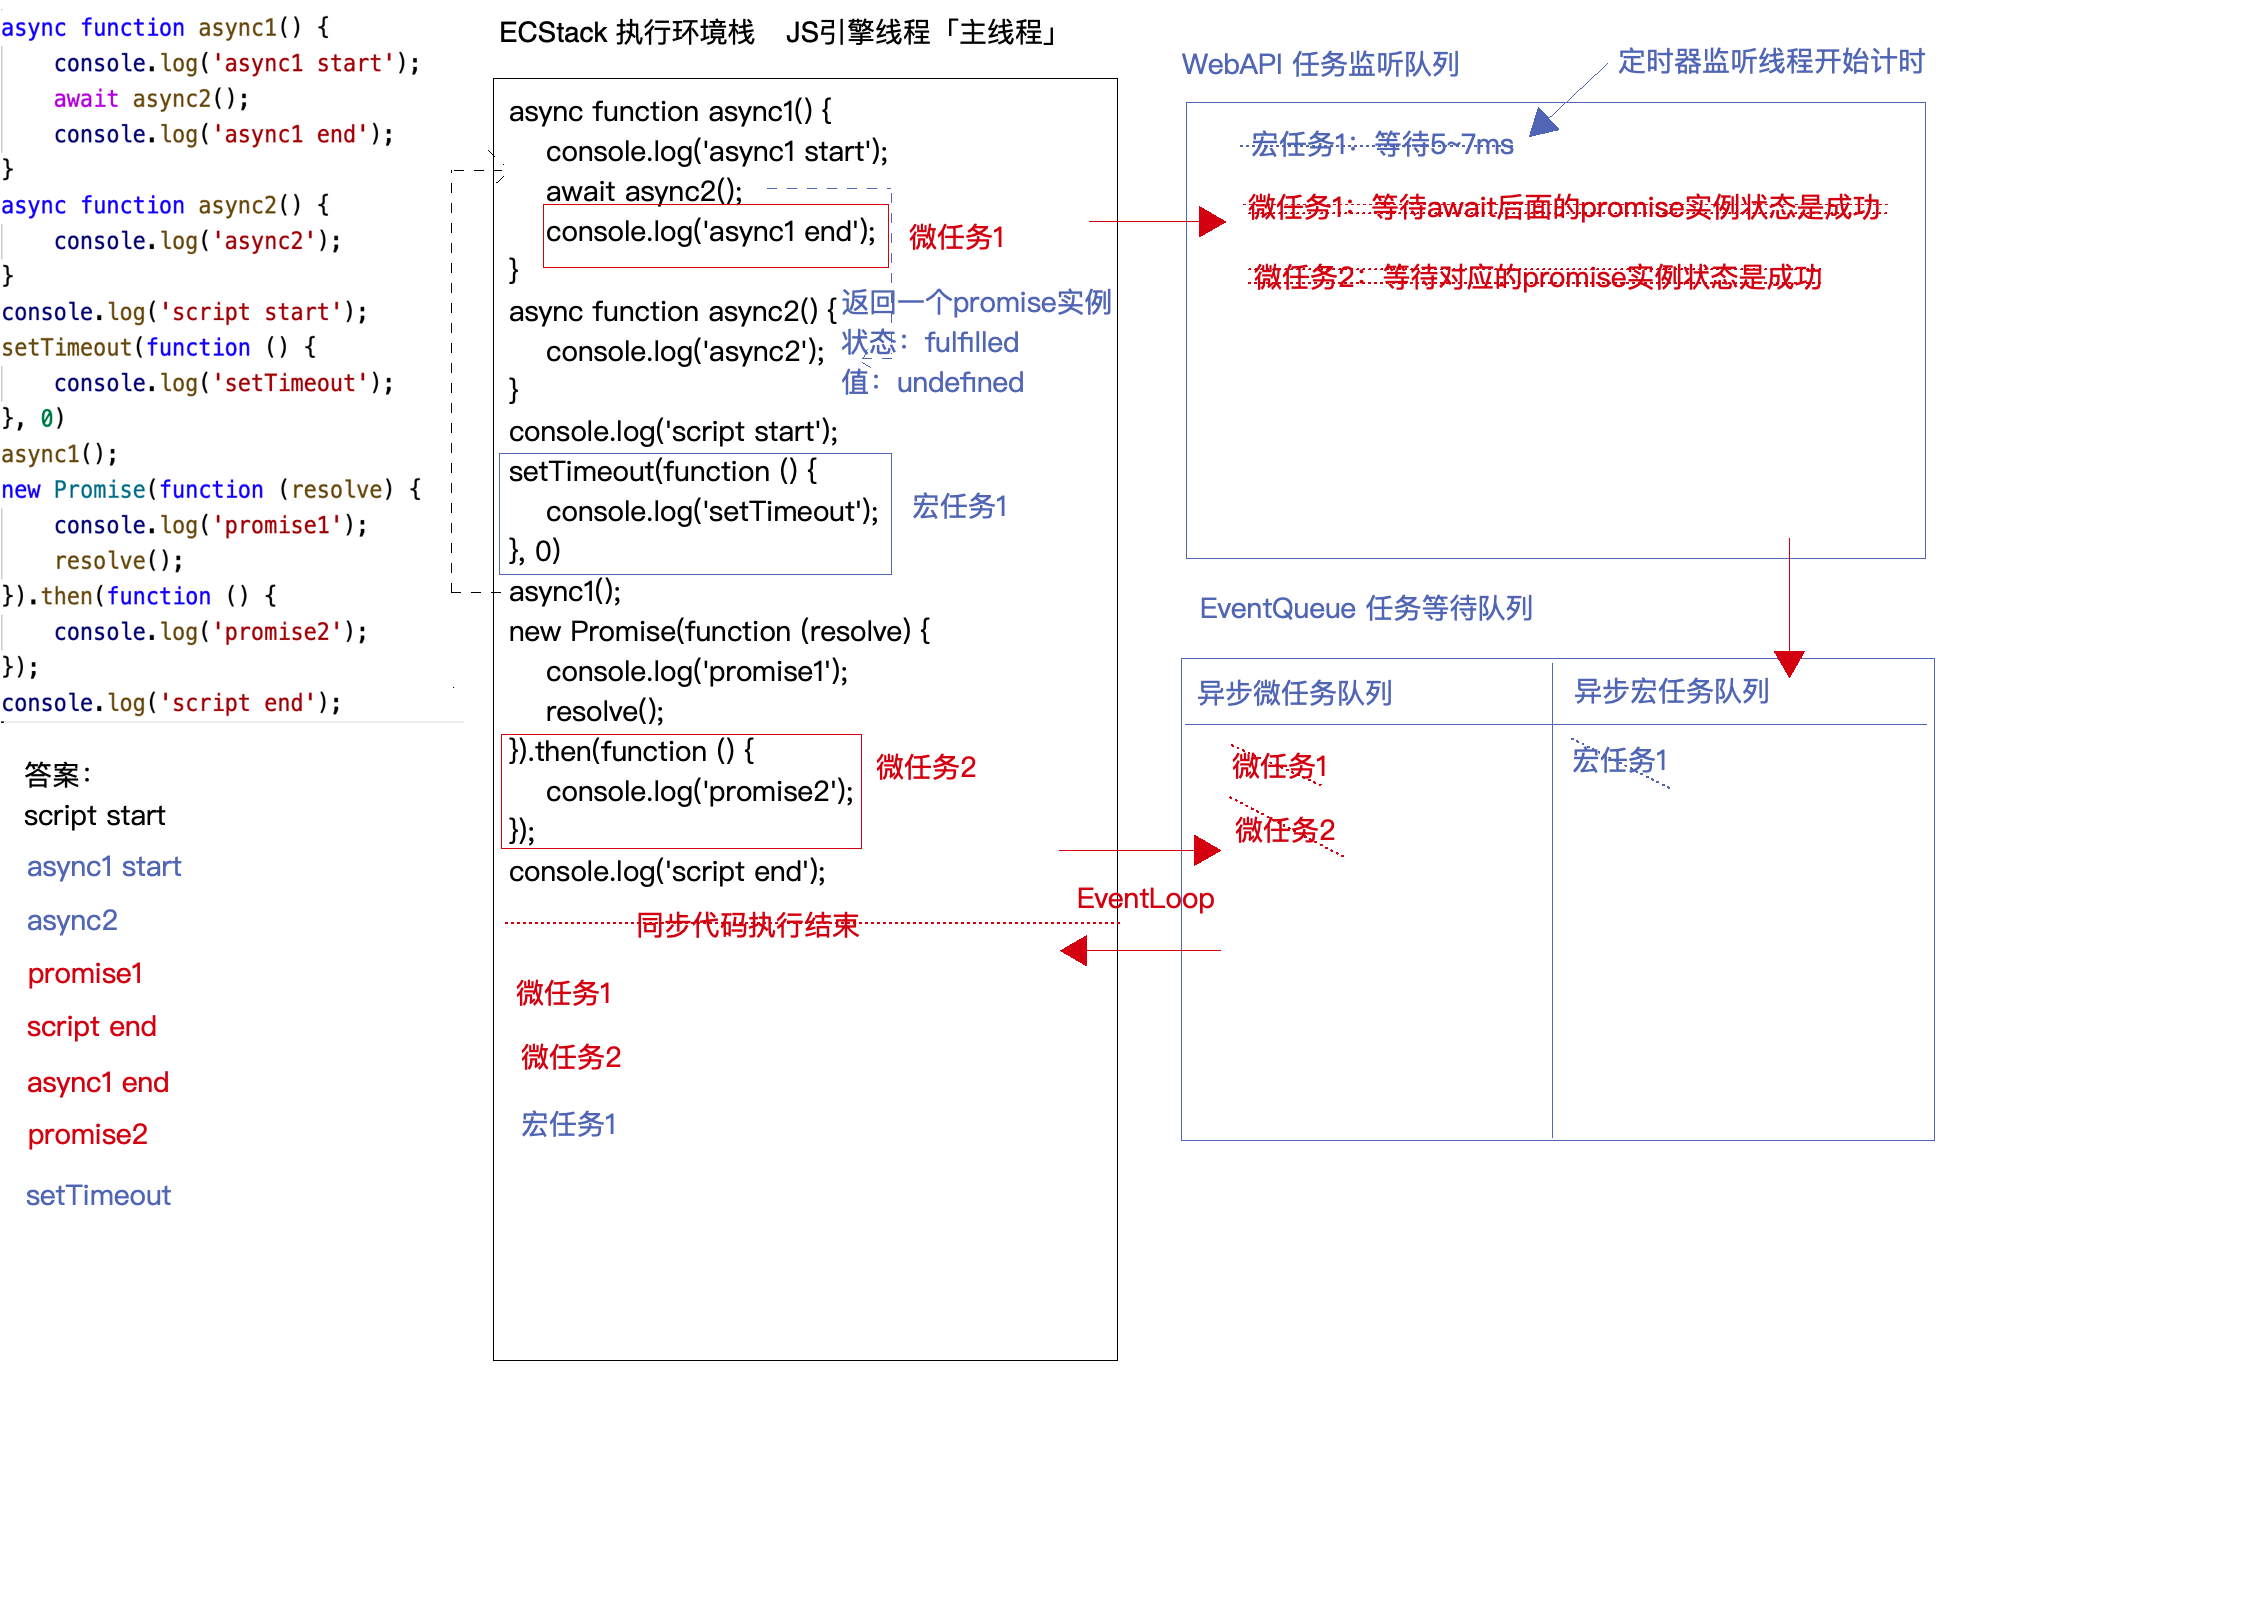 async function async1() {
    console.log('async1 start');
    await async2();
    console.log('async1 end');
}
async function async2() {
    console.log('async2');
}
console.log('script start');
setTimeout(function () {
    console.log('setTimeout');
}, 0)
async1();
new Promise(function (resolve) {
    console.log('promise1');
    resolve();
}).then(function () {
    console.log('promise2');
});
console.log('script end');
答案：
script start
async1 start
async2
promise1
script end
async1 end
promise2
setTimeout
ECStack 执行环境栈 JS引擎线程「主线程」
async function async1() {
    console.log('async1 start');
    await async2();
    console.log('async1 end');
微任务1
}
async function async2() {
返回一个promise实例
    console.log('async2');
状态：fulfilled
}
值：undefined
console.log('script start');
setTimeout(function () {
    console.log('setTimeout');
宏任务1
}, 0)
async1();
new Promise(function (resolve) {
    console.log('promise1');
    resolve();
}).then(function () {
微任务2
    console.log('promise2');
});
console.log('script end');
同步代码执行结束
微任务1
微任务2
宏任务1
EventLoop
WebAPI 任务监听队列
定时器监听线程开始计时
宏任务1：等待5~7ms
微任务1：等待await后面的promise实例状态是成功
微任务2：等待对应的promise实例状态是成功
EventQueue 任务等待队列
异步微任务队列
异步宏任务队列
微任务1
宏任务1
微任务2